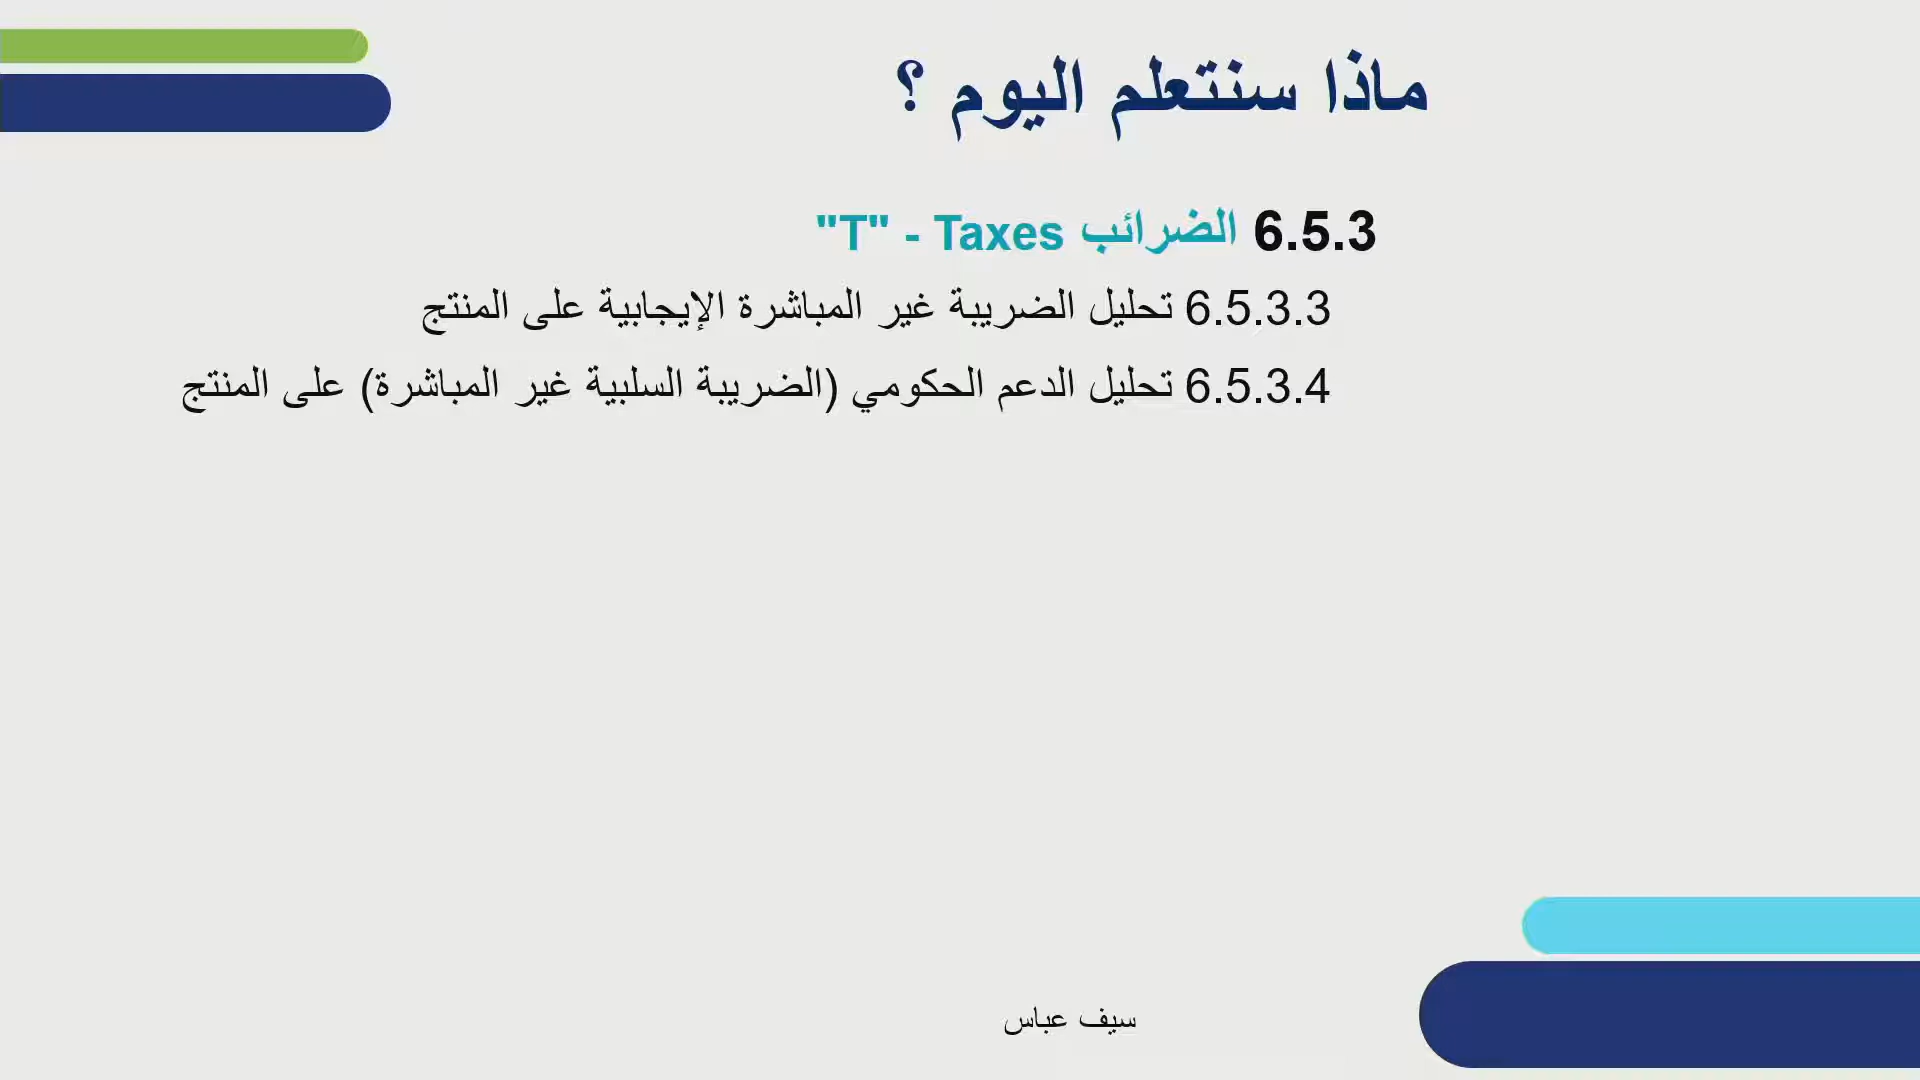 ماذا سنتعلم اليوم ؟
6.5.3 الضرائب Taxes - "T"
6.5.3.3 تحليل الضريبة غير المباشرة الإيجابية على المنتج
6.5.3.4 تحليل الدعم الحكومي (الضريبة السلبية غير المباشرة) على المنتج
سيف عباس